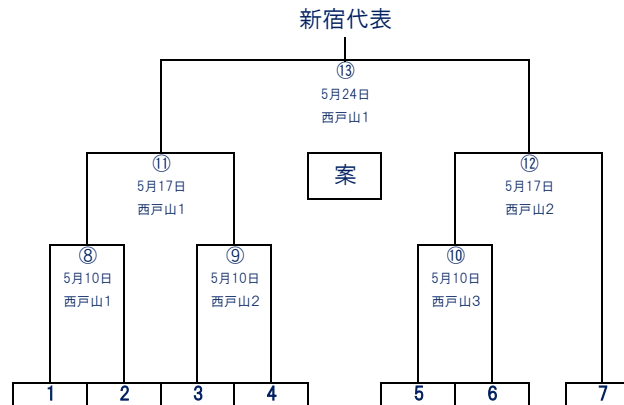 新宿代表
⑬
5月24日
西戸山1
⑪
5月17日
西戸山1
案
⑫
5月17日
西戸山2
⑧
5月10日
西戸山1
⑨
5月10日
西戸山2
⑩
5月10日
西戸山3
1 2 3 4 5 6 7